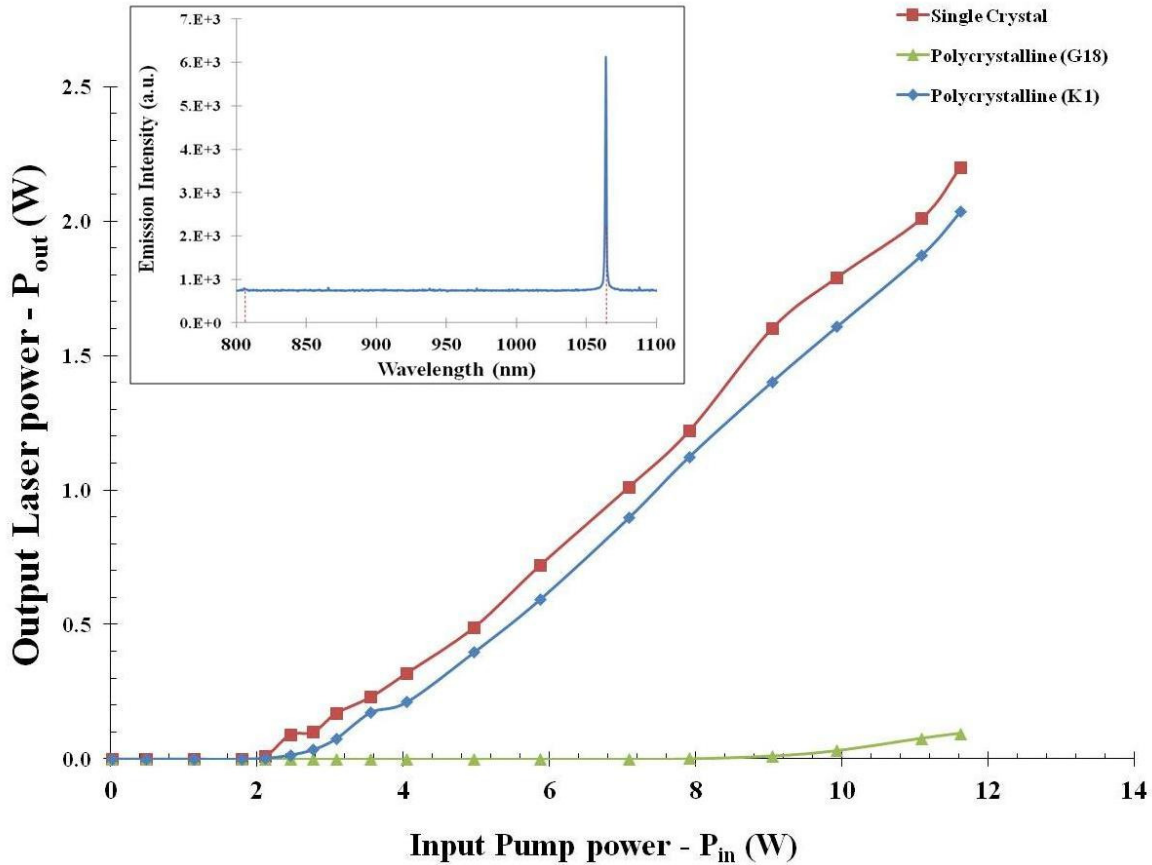 7.E+3
6.E+3
5.E+3
4.E+3
3.E+3
2.E+3
1.E+3
0.E+0
Emission Intensity (a.u.)
800 850 900 950 1000 1050 1100
Wavelength (nm)
Single Crystal
Polycrystalline (G18)
Polycrystalline (K1)
2.5
2.0
1.5
1.0
0.5
0.0
Output Laser power - Pout (W)
0 2 4 6 8 10 12 14
Input Pump power - Pin (W)